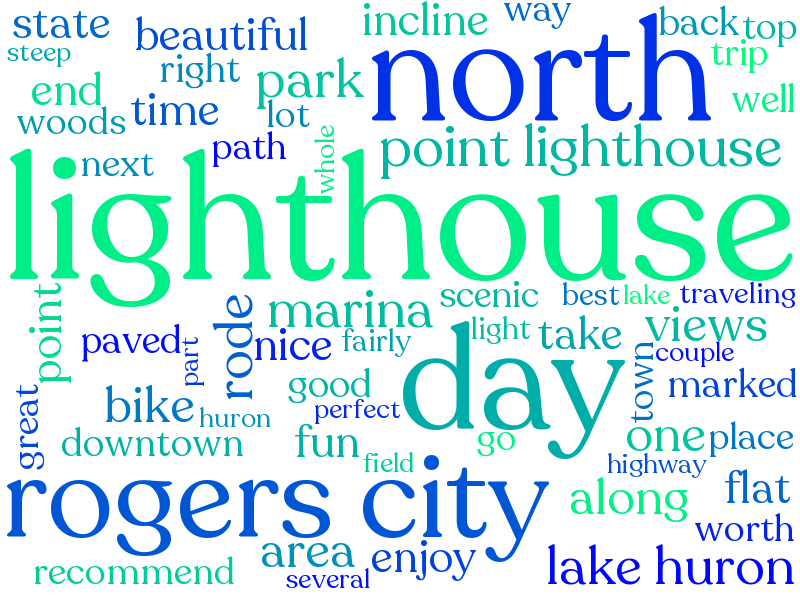 state
beautiful
incline
way
back
top
steep
right
park
north
trip
end
time
lot
well
woods
path
whole
point lighthouse
next
lighthouse
point
rode
marina
scenic
best
lake
traveling
paved
part
nice
fairly
light
take
views
day
town
couple
great
bike
huron
good
perfect
marked
downtown
fun
go
one
place
field
highway
rogers city
along
flat
worth
area
enjoy
lake huron
recommend
several